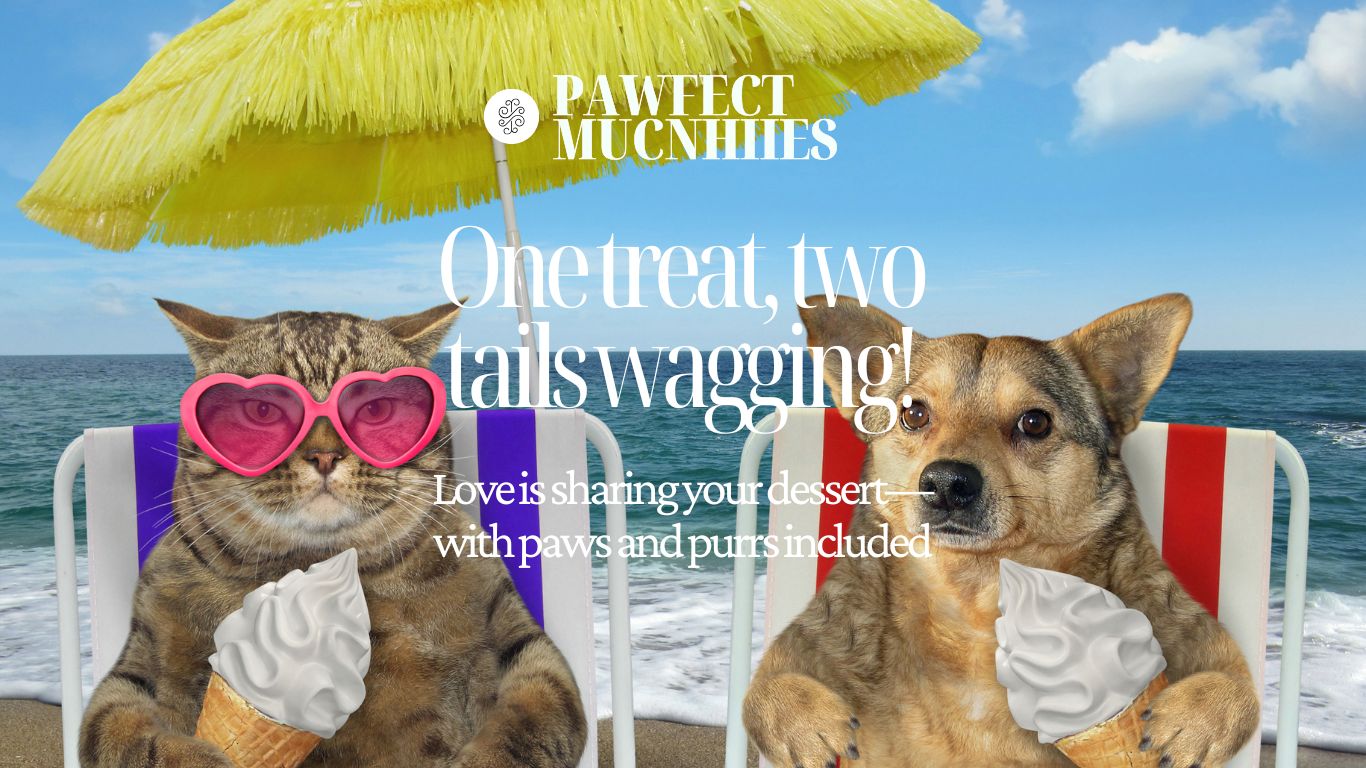 PAWFECT
MUCNHIIES
One treat, two
tails wagging!
Love is sharing your dessert—
with paws and purrs included